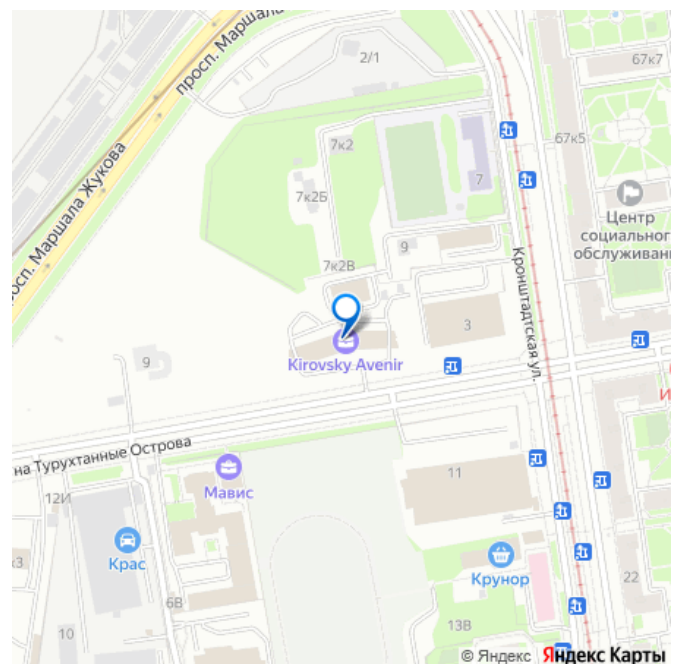 просп. Маршала
2/1
67к7
67к5
7к2
7к2Б
7
Центр
социального
обслуживани
просп. Маршала Жукова
9
7к2В
Кронштадтская ул.
3
Kirovsky Avenir
9
на Турухтанные Острова
11
12И
Мавис
Крас
Крунор
22
6В
10
13В
© Яндекс Яндекс Карты